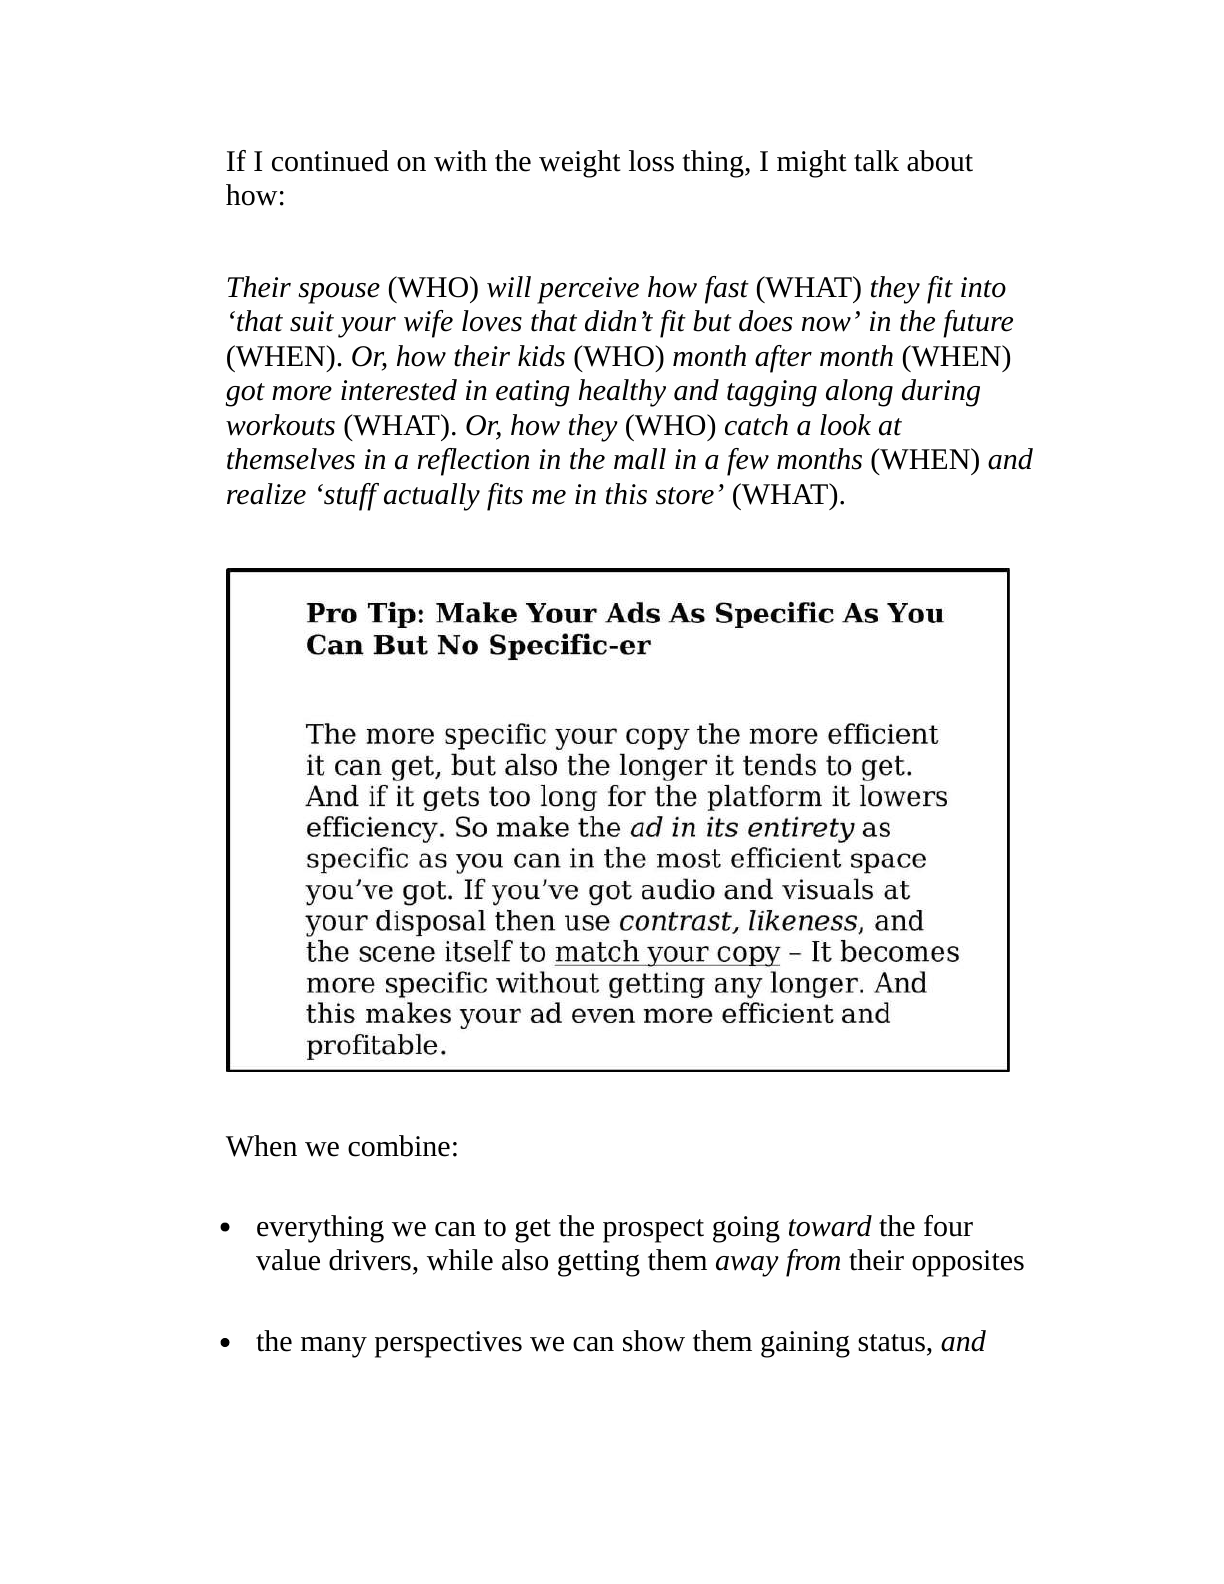 If I continued on with the weight loss thing, I might talk about
how:
Their spouse (WHO) will perceive how fast (WHAT) they fit into
‘that suit your wife loves that didn’t fit but does now’ in the future
(WHEN). Or, how their kids (WHO) month after month (WHEN)
got more interested in eating healthy and tagging along during
workouts (WHAT). Or, how they (WHO) catch a look at
themselves in a reflection in the mall in a few months (WHEN) and
realize ‘stuff actually fits me in this store’ (WHAT).
Pro Tip: Make Your Ads As Specific As You
Can But No Specific-er
The more specific your copy the more efficient
it can get, but also the longer it tends to get.
And if it gets too long for the platform it lowers
efficiency. So make the ad in its entirety as
specific as you can in the most efficient space
you’ve got. If you’ve got audio and visuals at
your disposal then use contrast, likeness, and
the scene itself to match your copy – It becomes
more specific without getting any longer. And
this makes your ad even more efficient and
profitable.
When we combine:
• everything we can to get the prospect going toward the four
value drivers, while also getting them away from their opposites
• the many perspectives we can show them gaining status, and